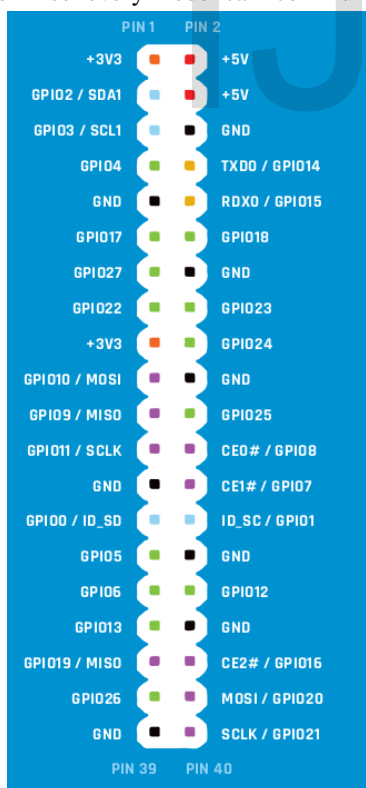 PIN 1 PIN 2
+3V3 +5V
GPIO2 / SDA1 +5V
GPIO3 / SCL1 GND
GPIO4 TXD0 / GPIO14
GND RDX0 / GPIO15
GPIO17 GPIO18
GPIO27 GND
GPIO22 GPIO23
+3V3 GPIO24
GPIO10 / MOSI GND
GPIO9 / MISO GPIO25
GPIO11 / SCLK CE0# / GPIO8
GND CE1# / GPIO7
GPIO0 / ID_SD ID_SC / GPIO1
GPIO5 GND
GPIO6 GPIO12
GPIO13 GND
GPIO19 / MISO CE2# / GPIO16
GPIO26 MOSI / GPIO20
GND SCLK / GPIO21
PIN 39 PIN 40